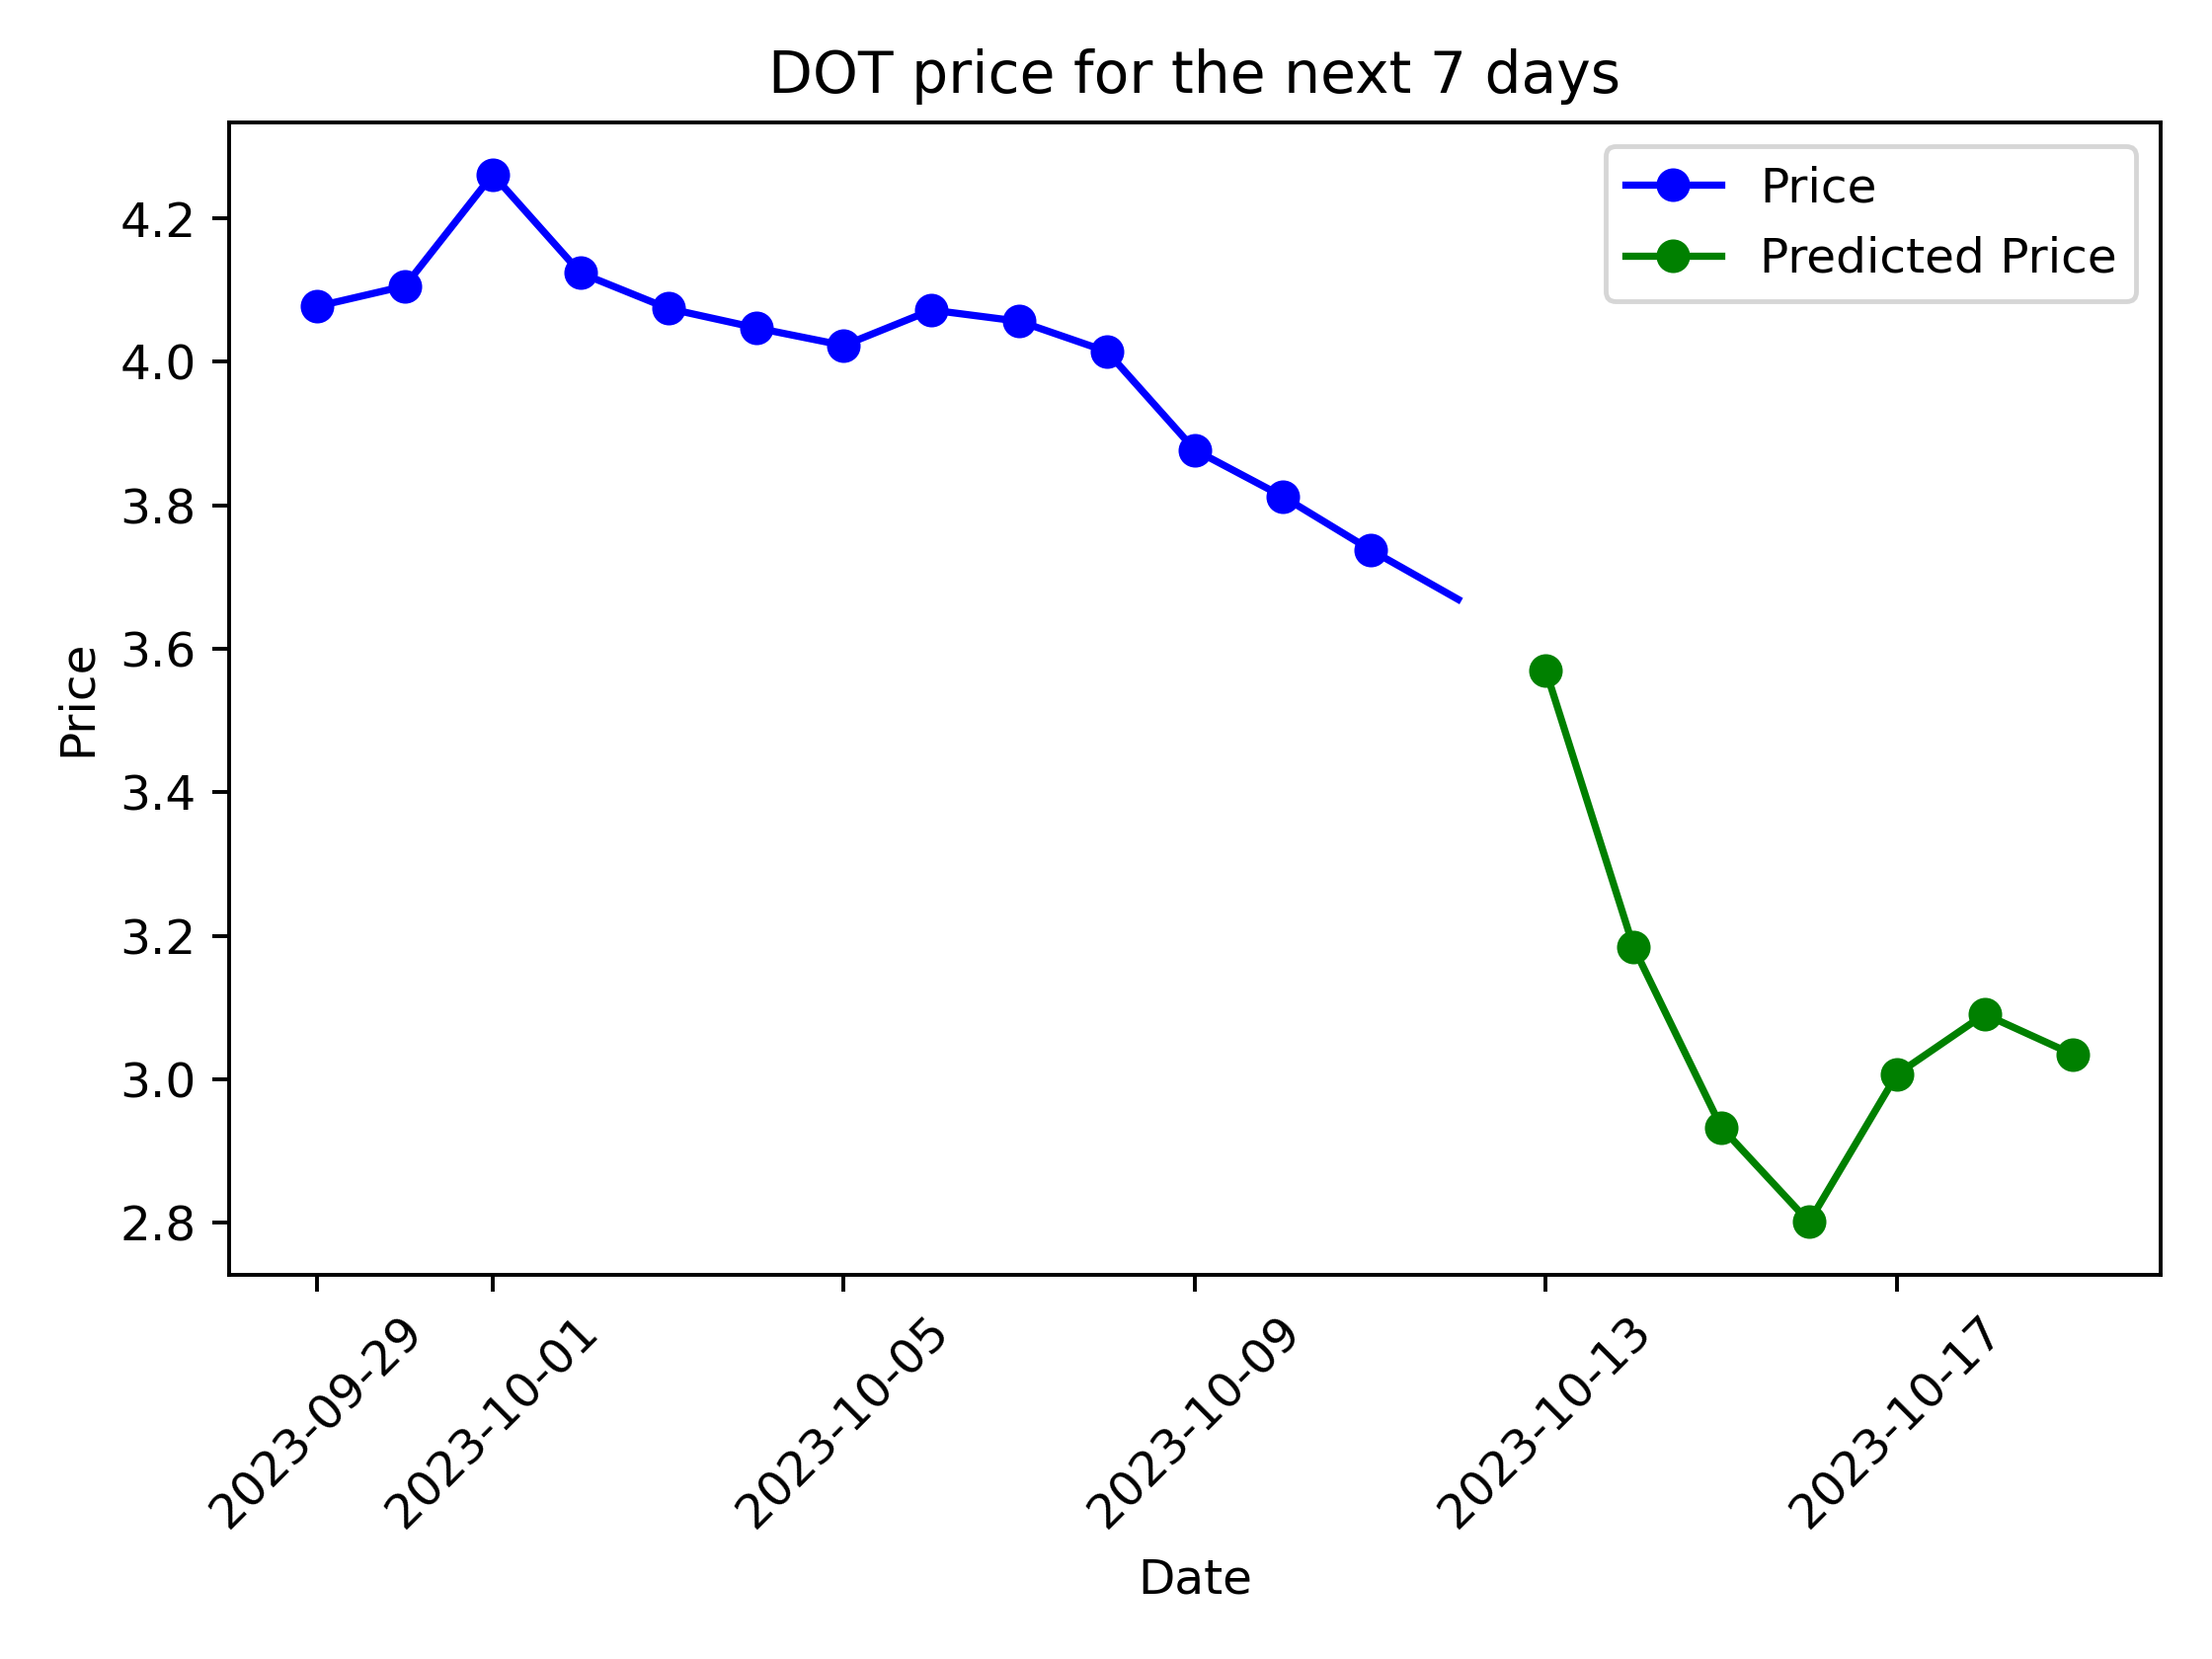 DOT price for the next 7 days
Price
Predicted Price
4.2
4.0
3.8
3.6
3.4
3.2
3.0
2.8
Price
2023-09-29
2023-10-01
2023-10-05
2023-10-09
2023-10-13
2023-10-17
Date